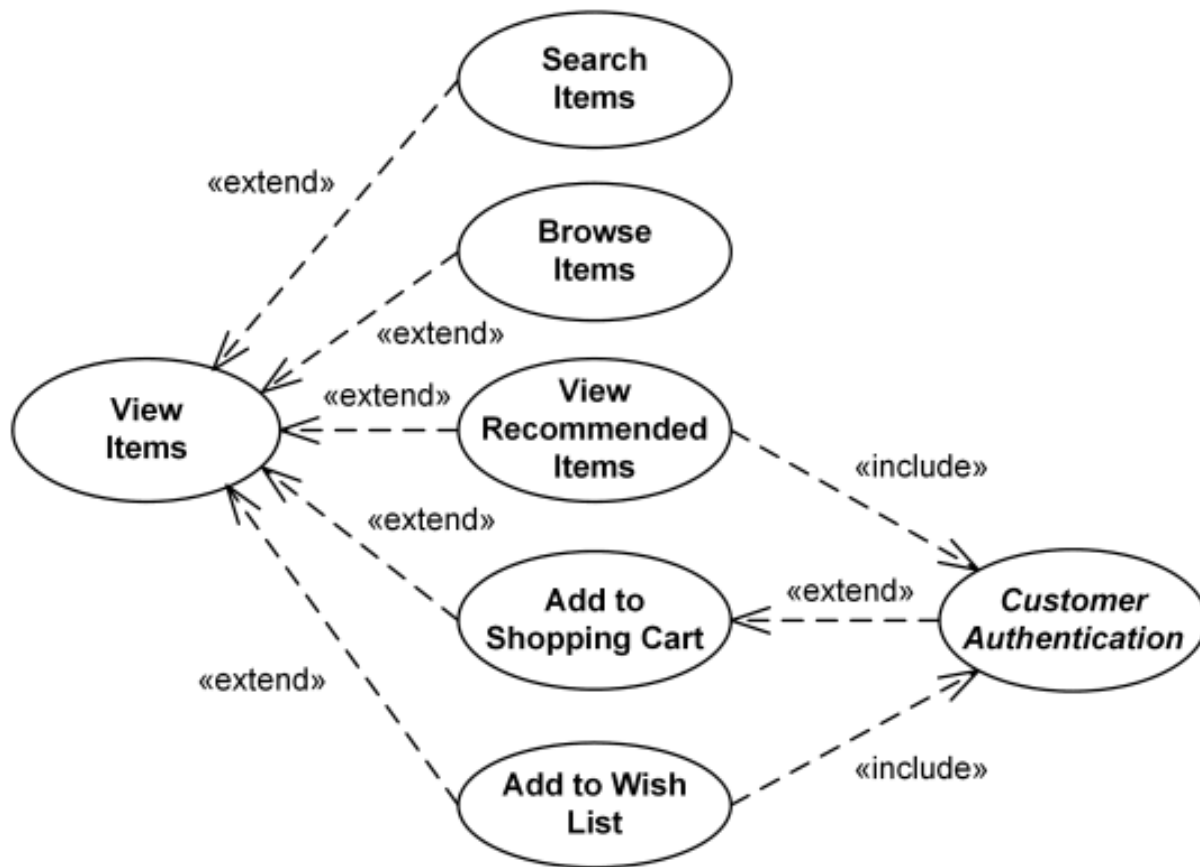 Search
Items
«extend»
Browse
Items
«extend»
View
Items
«extend»
View
Recommended
Items
«include»
«extend»
Add to
Shopping Cart
«extend»
Customer
Authentication
«extend»
Add to Wish
List
«include»